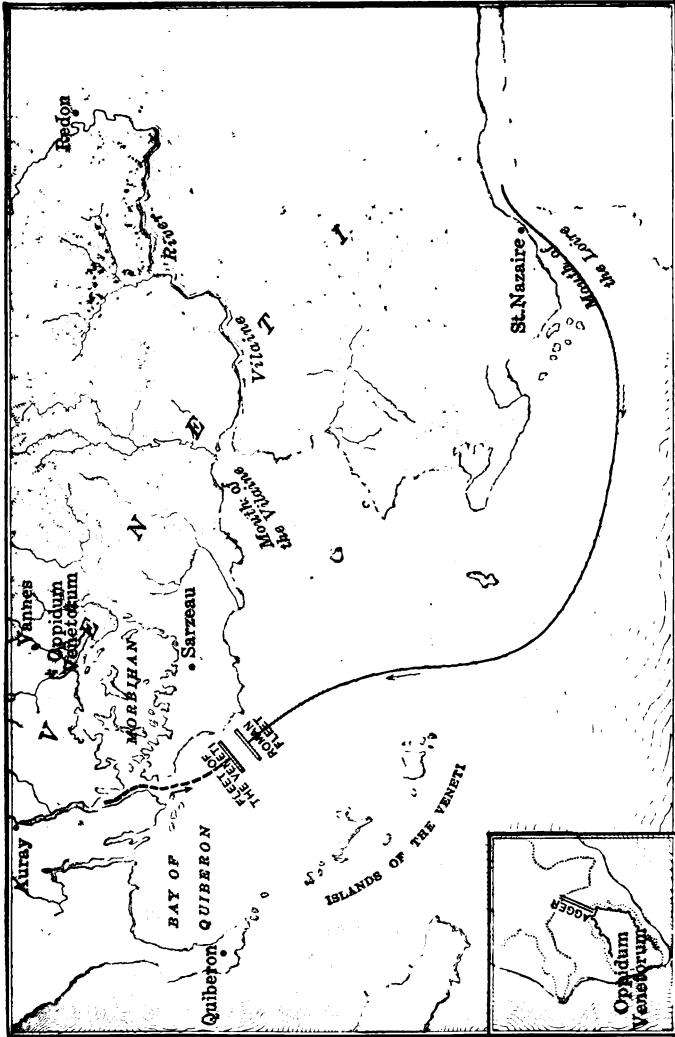 Auray
Vannes
Oppidum
Venetorum
Redon
V E N E T I
MORBIHAN
Sarzeau
River
Vilaine
Mouth of
the Vilaine
St. Nazaire
Mouth of
the Loire
FLEET OF
THE VENETI
ROMAN
FLEET
BAY OF
QUIBERON
Quiberon
ISLANDS OF THE VENETI
AGGER
Oppidum
Venetorum